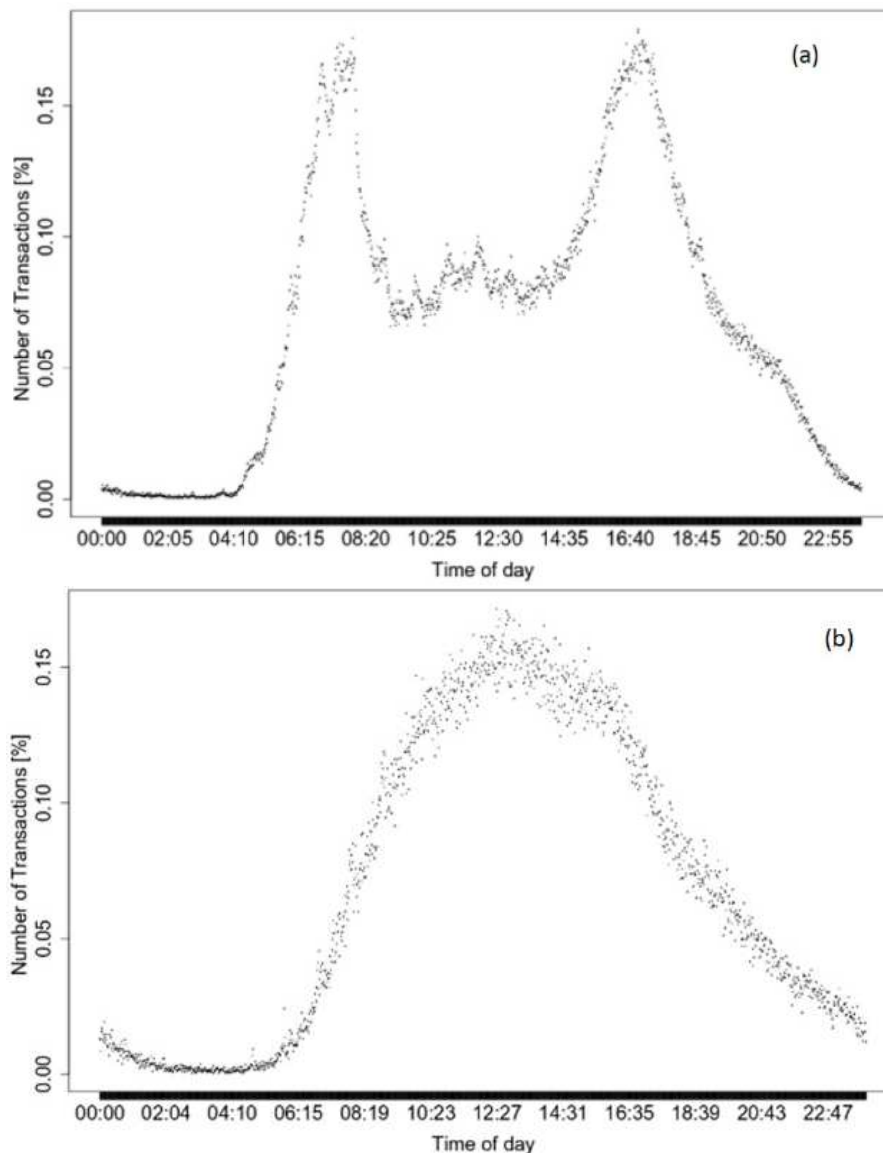 (a)
Number of Transactions [%]
0.15
0.10
0.05
0.00
00:00 02:05 04:10 06:15 08:20 10:25 12:30 14:35 16:40 18:45 20:50 22:55
Time of day
(b)
Number of Transactions [%]
0.15
0.10
0.05
0.00
00:00 02:04 04:10 06:15 08:19 10:23 12:27 14:31 16:35 18:39 20:43 22:47
Time of day